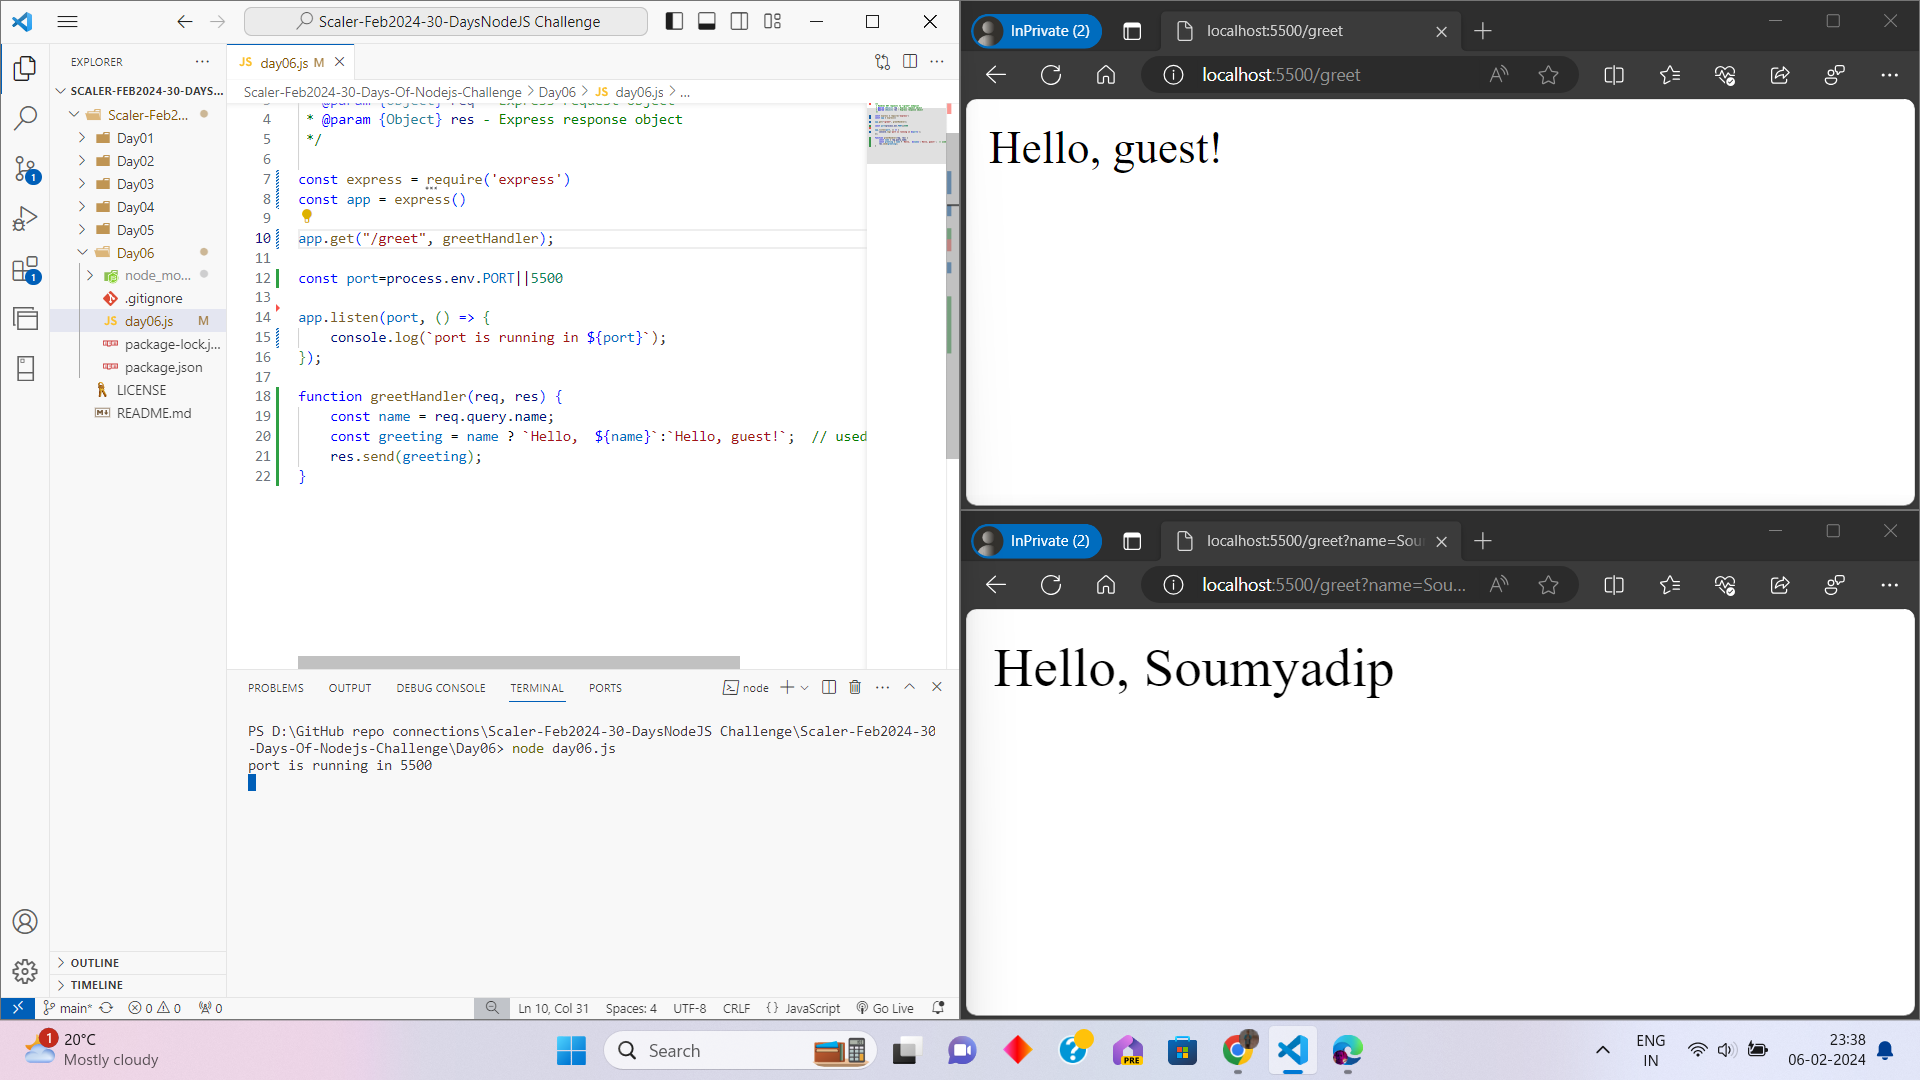 Scaler-Feb2024-30-DaysNodeJS Challenge
EXPLORER
SCALER-FEB2024-30-DAYS...
Scaler-Feb2...
Day01
Day02
Day03
Day04
Day05
Day06
node_mo...
.gitignore
JS day06.js M
package-lock.j...
package.json
LICENSE
README.md
OUTLINE
TIMELINE
1
1
JS day06.js M
Scaler-Feb2024-30-Days-Of-Nodejs-Challenge > Day06 > JS day06.js > ...
4 * @param {Object} res - Express response object
5 */
6
7 const express = require('express')
8 const app = express()
9
10 app.get("/greet", greetHandler);
11
12 const port=process.env.PORT||5500
13
14 app.listen(port, () => {
15 console.log(`port is running in ${port}`);
16 });
17
18 function greetHandler(req, res) {
19 const name = req.query.name;
20 const greeting = name ? `Hello,  ${name}`:`Hello, guest!`;  // used
21 res.send(greeting);
22 }
PROBLEMS OUTPUT DEBUG CONSOLE TERMINAL PORTS node
PS D:\GitHub repo connections\Scaler-Feb2024-30-DaysNodeJS Challenge\Scaler-Feb2024-30
-Days-Of-Nodejs-Challenge\Day06> node day06.js
port is running in 5500
main* 0 0 0 Ln 10, Col 31 Spaces: 4 UTF-8 CRLF {} JavaScript Go Live
InPrivate (2) localhost:5500/greet
localhost:5500/greet
Hello, guest!
InPrivate (2) localhost:5500/greet?name=Sou
localhost:5500/greet?name=Sou...
Hello, Soumyadip
1
20°C
Mostly cloudy
Search
PRE
ENG
IN
23:38
06-02-2024